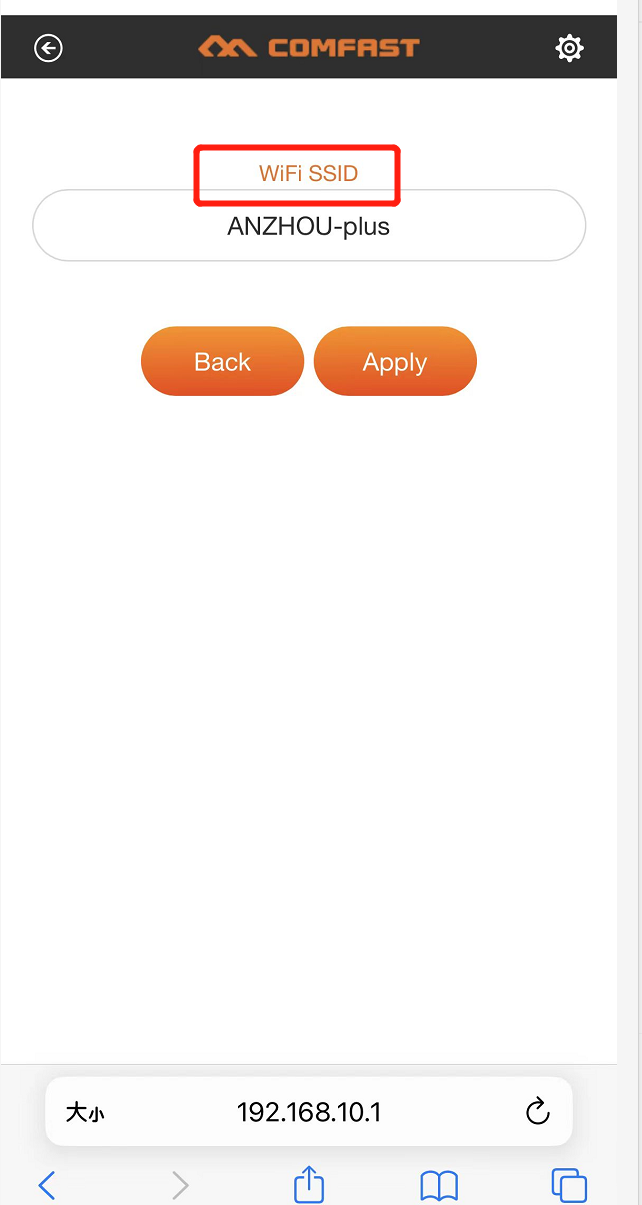 COMFAST
WiFi SSID
ANZHOU-plus
Back Apply
大小 192.168.10.1